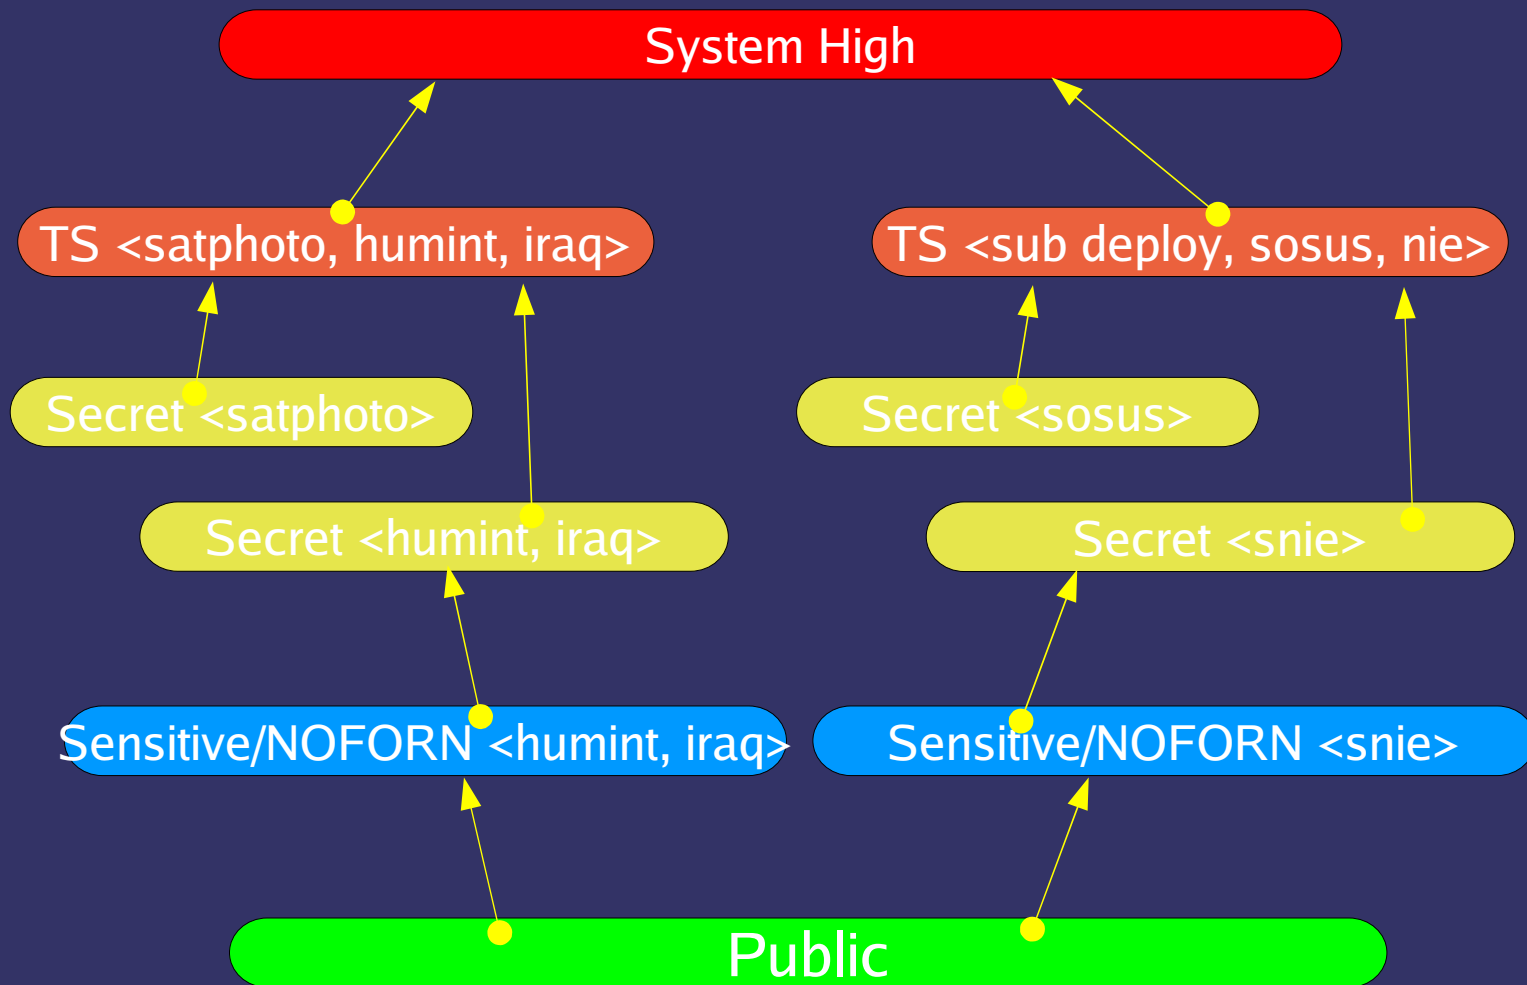 System High
TS <satphoto, humint, iraq>
TS <sub deploy, sosus, nie>
Secret <satphoto>
Secret <sosus>
Secret <humint, iraq>
Secret <snie>
Sensitive/NOFORN <humint, iraq>
Sensitive/NOFORN <snie>
Public